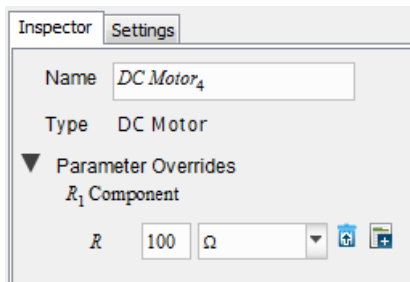 Inspector Settings
Name DC Motor₄
Type DC Motor
Parameter Overrides
R₁ Component
R 100 Ω